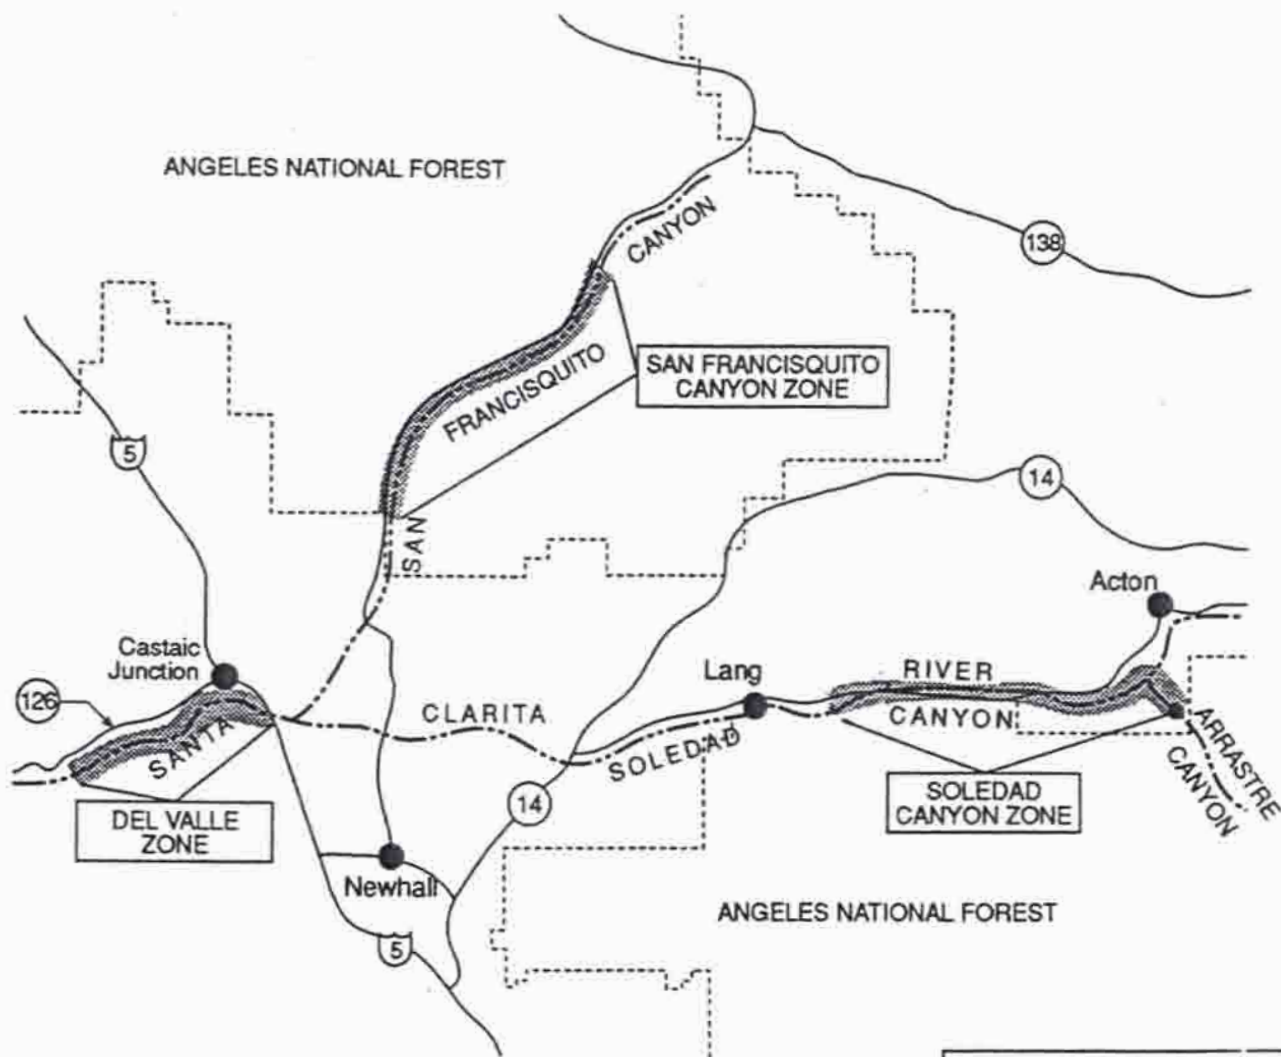 ANGELES NATIONAL FOREST
138
CANYON
SAN FRANCISQUITO
CANYON ZONE
FRANCISQUITO
5
14
SAN
Acton
Castaic
Junction
Lang
RIVER
126
CLARITA
CANYON
SANTA
SOLEDAD
ARRASTRE
CANYON
DEL VALLE
ZONE
14
SOLEDAD
CANYON ZONE
Newhall
ANGELES NATIONAL FOREST
5